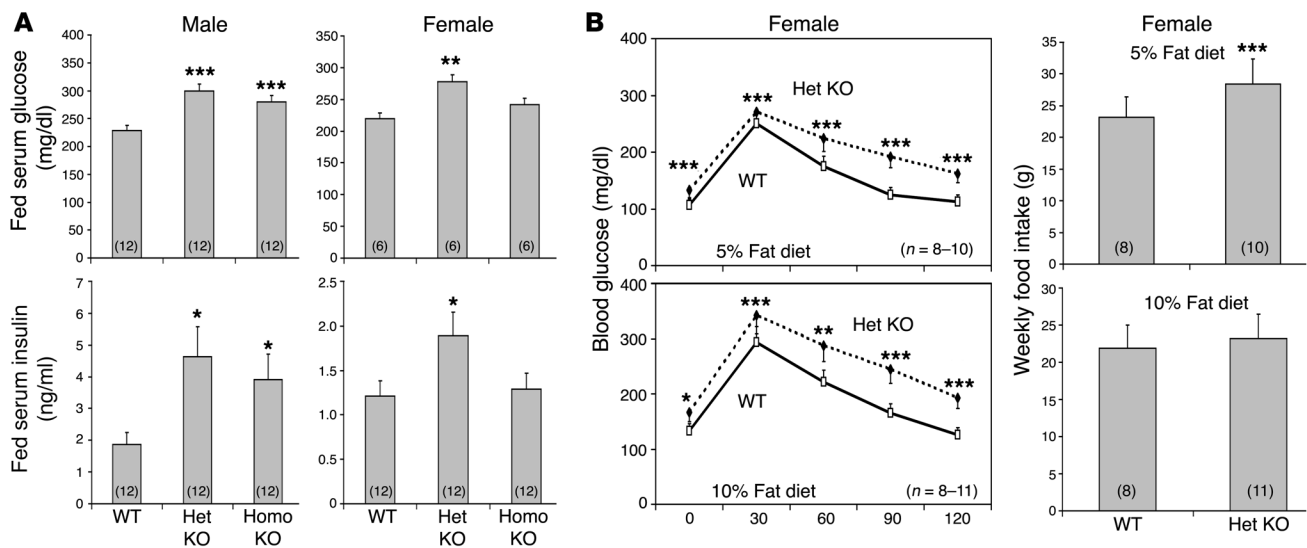 A
Male
Female
Fed serum glucose
(mg/dl)
400
350
300
250
200
150
100
50
0
***
***
(12)
(12)
(12)
350
300
250
200
150
100
50
0
**
(6)
(6)
(6)
Fed serum insulin
(ng/ml)
7
6
5
4
3
2
1
0
*
*
(12)
(12)
(12)
WT
Het
KO
Homo
KO
2.5
2.0
1.5
1.0
0.5
0
*
(12)
(12)
(12)
WT
Het
KO
Homo
KO
B
Female
Blood glucose (mg/dl)
400
300
200
100
0
***
***
***
***
***
Het KO
WT
5% Fat diet
(n = 8–10)
400
300
200
100
0
*
***
**
***
***
Het KO
WT
10% Fat diet
(n = 8–11)
0
30
60
90
120
Female
Weekly food intake (g)
35
30
25
20
15
10
5
0
5% Fat diet
***
(8)
(10)
30
25
20
15
10
5
0
10% Fat diet
(8)
(11)
WT
Het KO